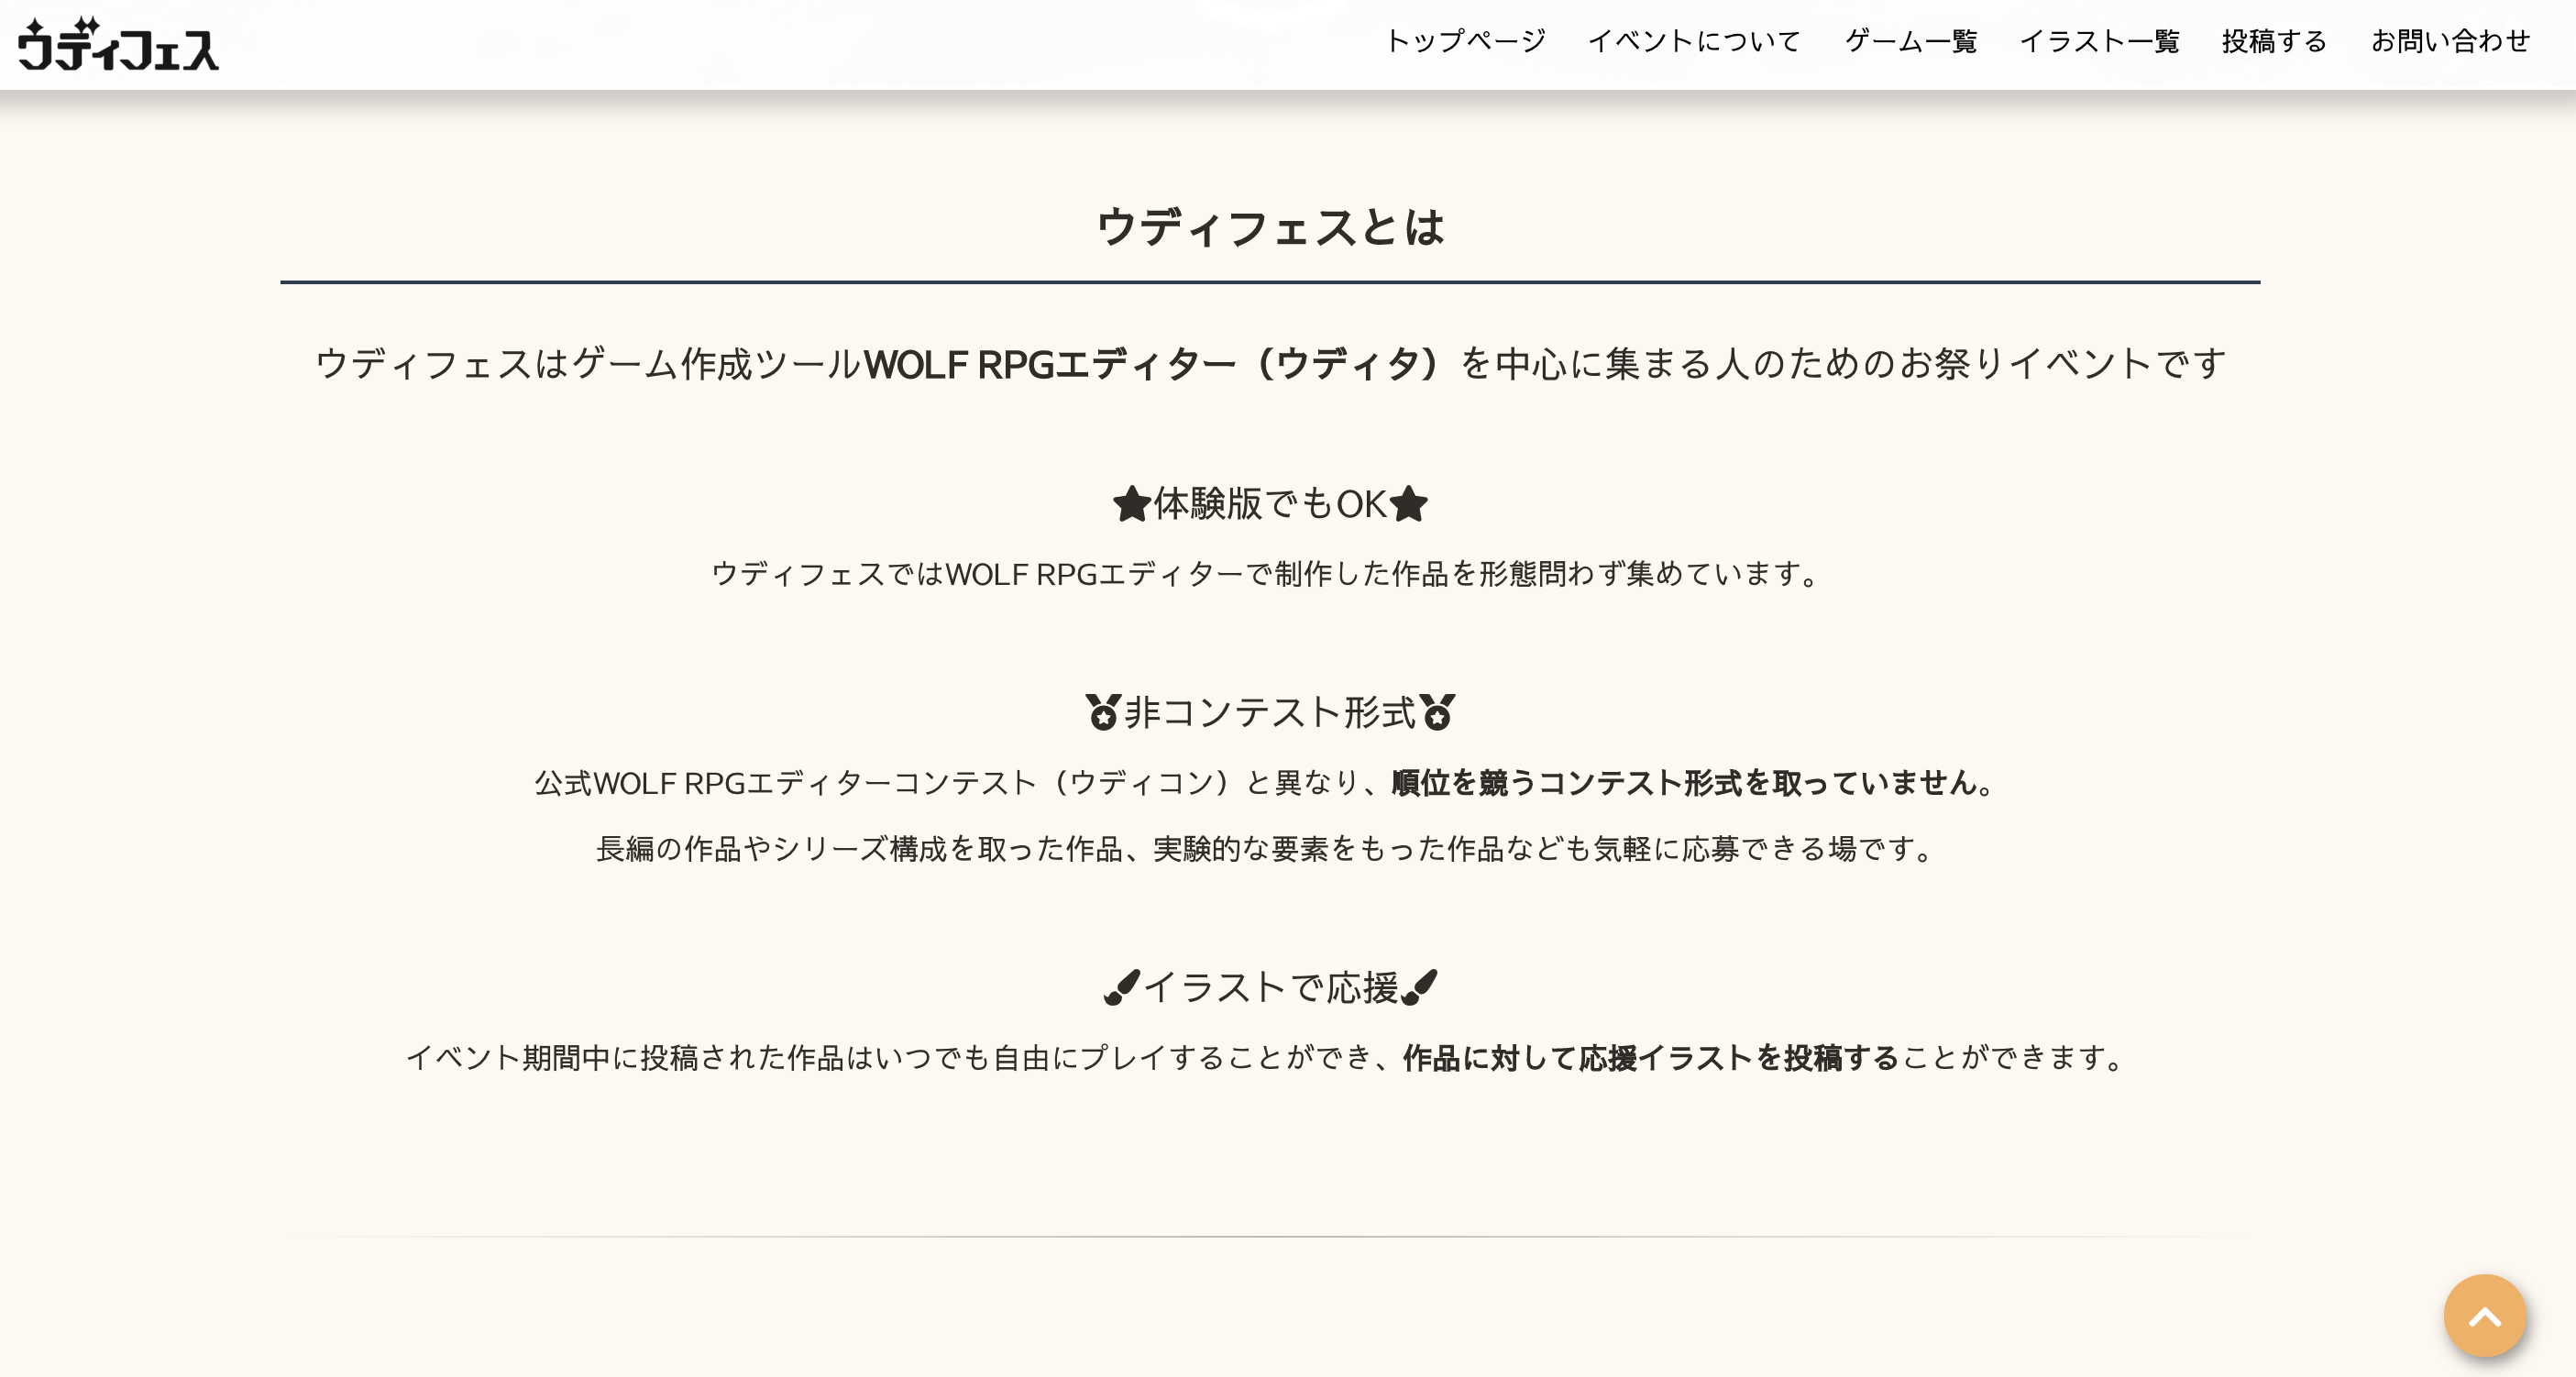 ウディフェス
トップページ イベントについて ゲーム一覧 イラスト一覧 投稿する お問い合わせ
ウディフェスとは
ウディフェスはゲーム作成ツールWOLF RPGエディター（ウディタ）を中心に集まる人のためのお祭りイベントです
体験版でもOK
ウディフェスではWOLF RPGエディターで制作した作品を形態問わず集めています。
非コンテスト形式
公式WOLF RPGエディターコンテスト（ウディコン）と異なり、順位を競うコンテスト形式を取っていません。
長編の作品やシリーズ構成を取った作品、実験的な要素をもった作品なども気軽に応募できる場です。
イラストで応援
イベント期間中に投稿された作品はいつでも自由にプレイすることができ、作品に対して応援イラストを投稿することができます。